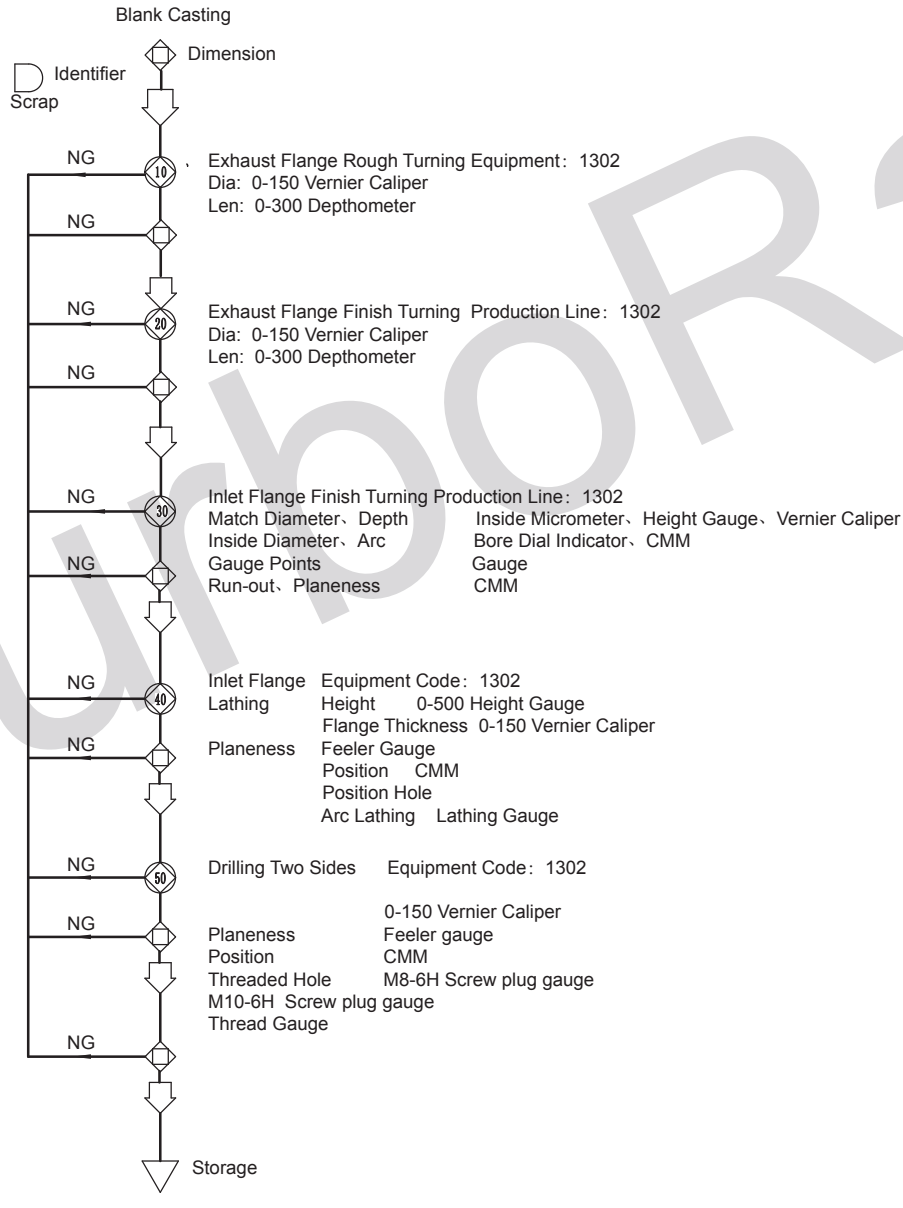 Blank Casting
Dimension
Identifier
Scrap
NG
10
、
Exhaust Flange Rough Turning Equipment：1302
Dia: 0-150 Vernier Caliper
Len: 0-300 Depthometer
NG
NG
20
Exhaust Flange Finish Turning Production Line：1302
Dia: 0-150 Vernier Caliper
Len: 0-300 Depthometer
NG
NG
30
Inlet Flange Finish Turning Production Line：1302
Match Diameter、Depth Inside Micrometer、Height Gauge、Vernier Caliper
Inside Diameter、Arc Bore Dial Indicator、CMM
NG
Gauge Points Gauge
Run-out、Planeness CMM
NG
40
Inlet Flange Equipment Code：1302
Lathing Height 0-500 Height Gauge
Flange Thickness 0-150 Vernier Caliper
NG
Planeness Feeler Gauge
Position CMM
Position Hole
Arc Lathing Lathing Gauge
NG
50
Drilling Two Sides Equipment Code：1302
0-150 Vernier Caliper
NG
Planeness Feeler gauge
Position CMM
Threaded Hole M8-6H Screw plug gauge
M10-6H Screw plug gauge
Thread Gauge
NG
Storage
urboR